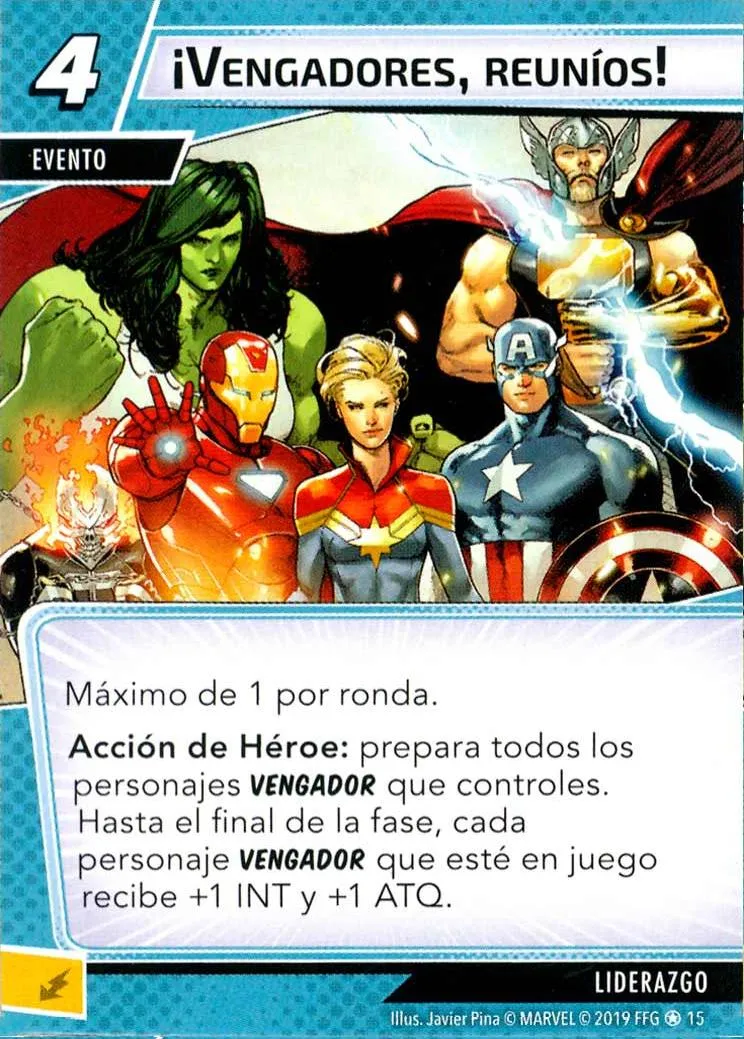 4
¡VENGADORES, REUNÍOS!
EVENTO
A
Máximo de 1 por ronda.
Acción de Héroe: prepara todos los
personajes VENGADOR que controles.
Hasta el final de la fase, cada
personaje VENGADOR que esté en juego
recibe +1 INT y +1 ATQ.
LIDERAZGO
Illus. Javier Pina © MARVEL © 2019 FFG 15